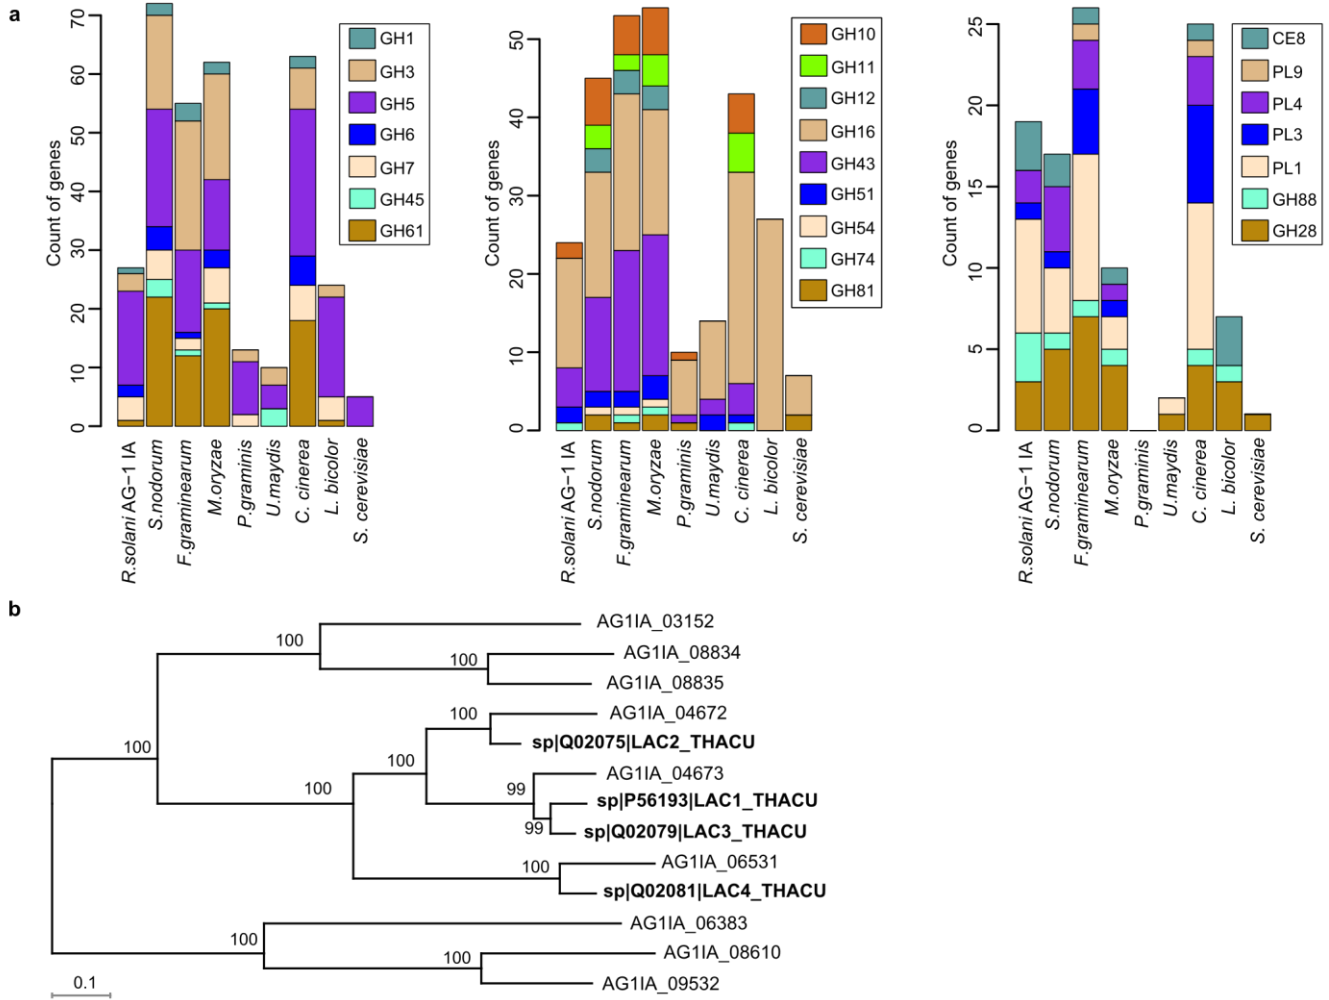 a
Count of genes
70
60
50
40
30
20
10
0
GH1
GH3
GH5
GH6
GH7
GH45
GH61
R.solani AG−1 IA
S.nodorum
F.graminearum
M.oryzae
P.graminis
U.maydis
C. cinerea
L. bicolor
S. cerevisiae
Count of genes
50
40
30
20
10
0
GH10
GH11
GH12
GH16
GH43
GH51
GH54
GH74
GH81
R.solani AG−1 IA
S.nodorum
F.graminearum
M.oryzae
P.graminis
U.maydis
C. cinerea
L. bicolor
S. cerevisiae
Count of genes
25
20
15
10
5
0
CE8
PL9
PL4
PL3
PL1
GH88
GH28
R.solani AG−1 IA
S.nodorum
F.graminearum
M.oryzae
P.graminis
U.maydis
C. cinerea
L. bicolor
S. cerevisiae
b
AG1IA_03152
100
AG1IA_08834
100
AG1IA_08835
AG1IA_04672
100
sp|Q02075|LAC2_THACU
100
100
AG1IA_04673
99
100
sp|P56193|LAC1_THACU
99
sp|Q02079|LAC3_THACU
AG1IA_06531
100
sp|Q02081|LAC4_THACU
AG1IA_06383
100
AG1IA_08610
100
AG1IA_09532
0.1